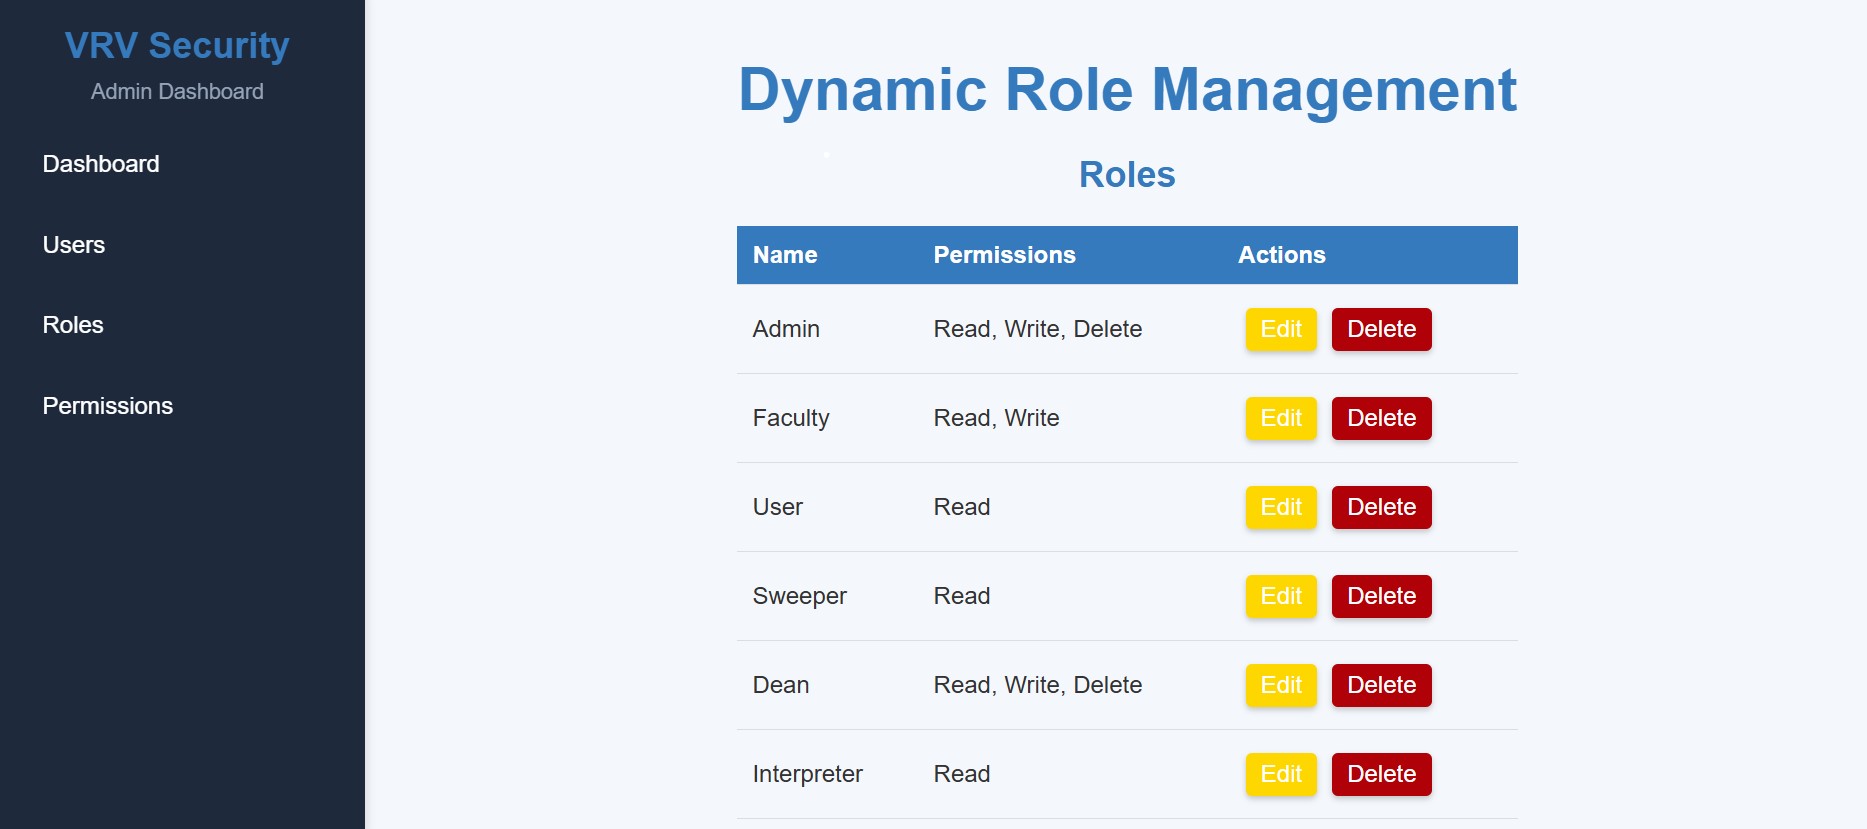 VRV Security
Admin Dashboard
Dashboard
Users
Roles
Permissions
Dynamic Role Management
Roles
Name Permissions Actions
Admin Read, Write, Delete Edit Delete
Faculty Read, Write Edit Delete
User Read Edit Delete
Sweeper Read Edit Delete
Dean Read, Write, Delete Edit Delete
Interpreter Read Edit Delete